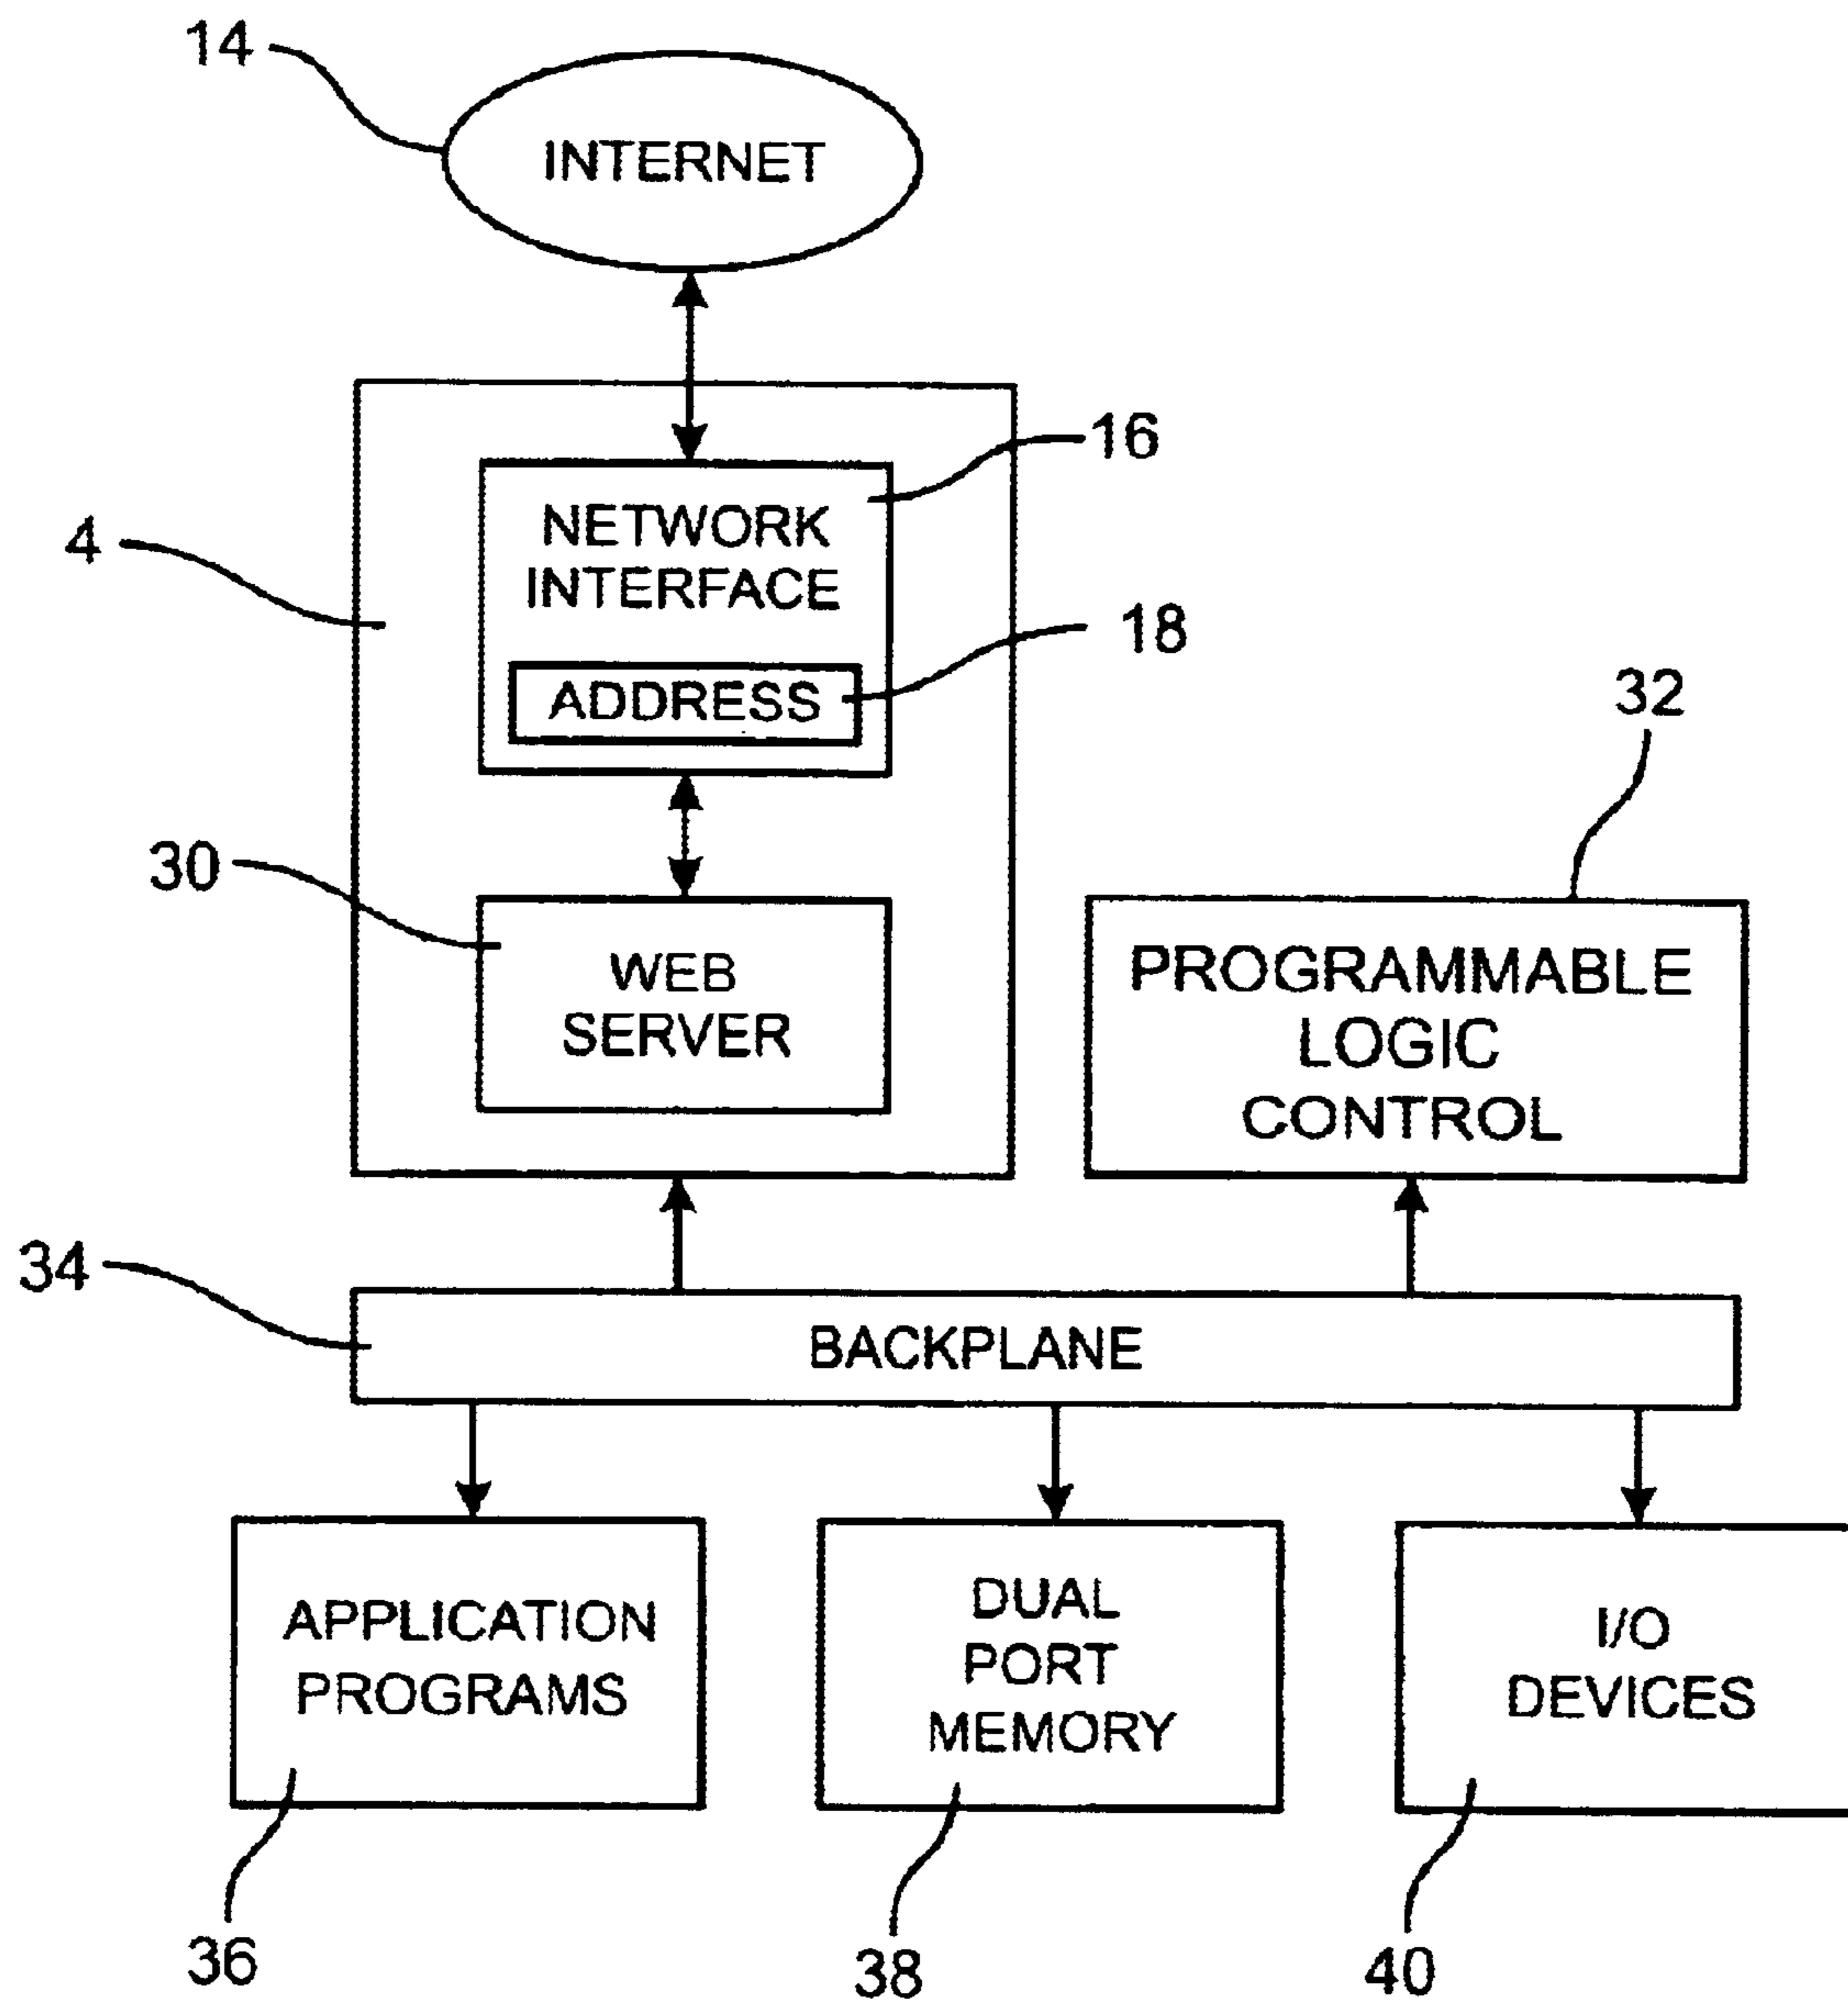 14
INTERNET
16
NETWORK
INTERFACE
4
18
ADDRESS
32
30
WEB
SERVER
PROGRAMMABLE
LOGIC
CONTROL
34
BACKPLANE
APPLICATION
PROGRAMS
DUAL
PORT
MEMORY
I/O
DEVICES
36
38
40